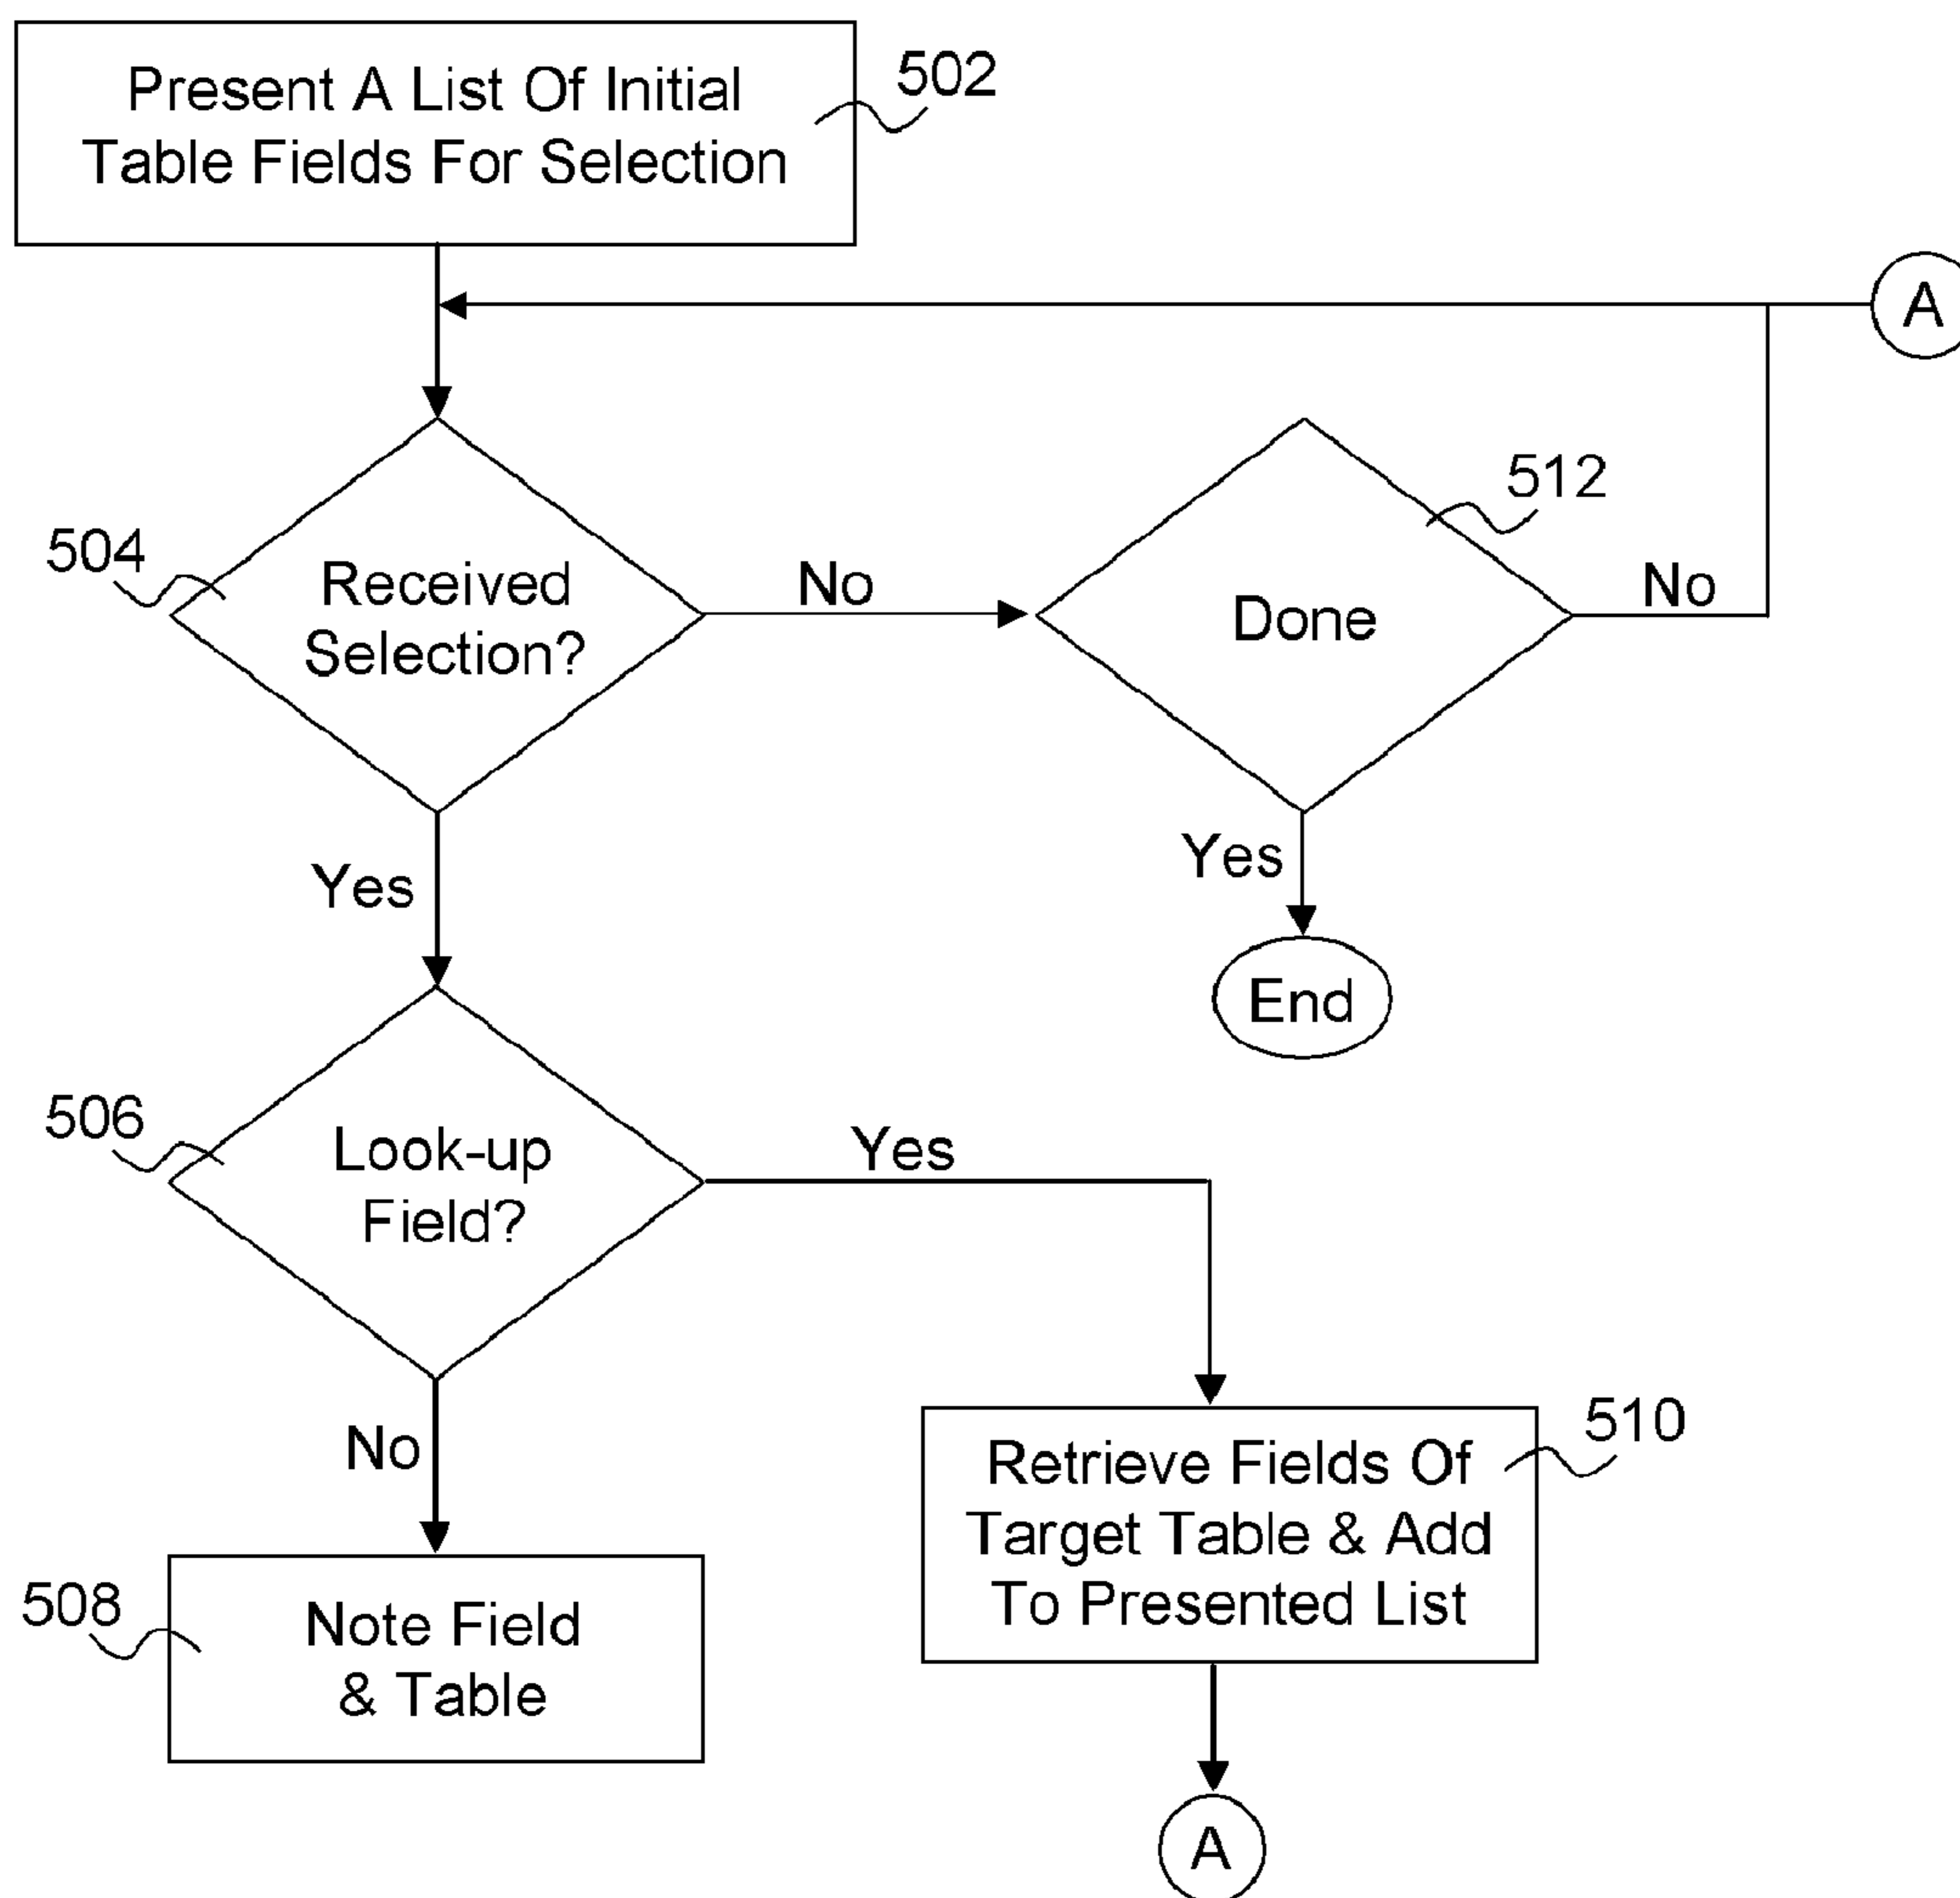 Present A List Of Initial
Table Fields For Selection
502
A
504
Received
Selection?
No
512
Done
No
Yes
Yes
End
506
Look-up
Field?
Yes
No
510
Retrieve Fields Of
Target Table & Add
To Presented List
508
Note Field
& Table
A